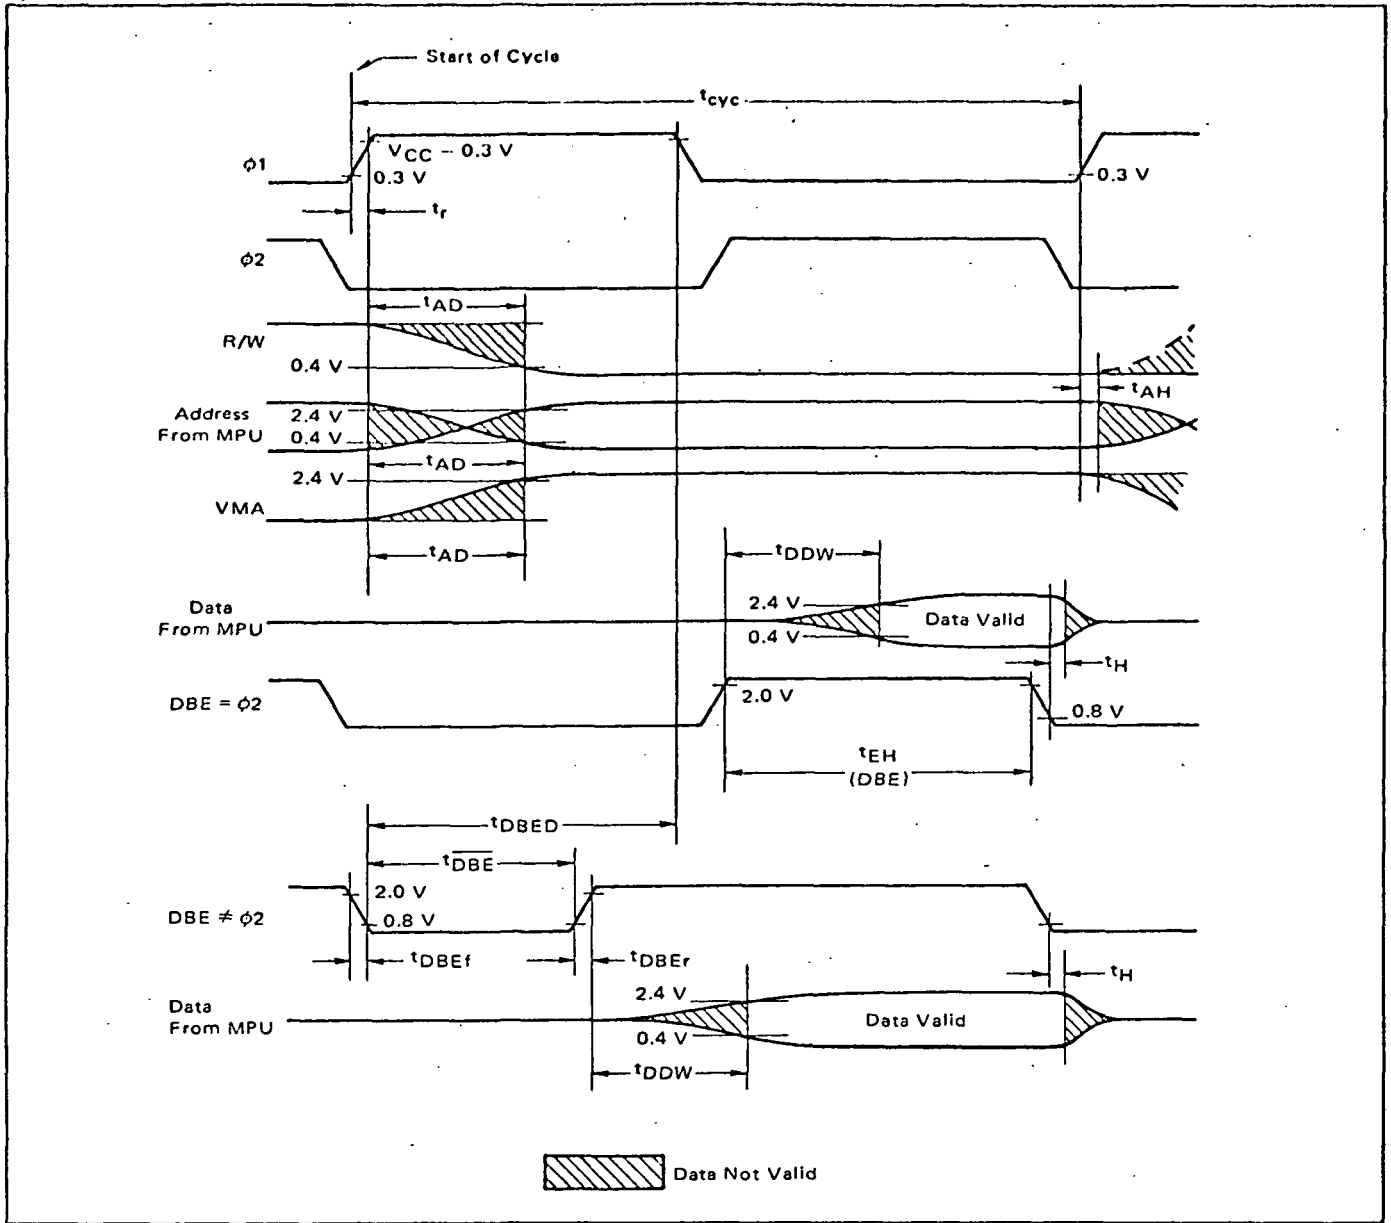 Start of Cycle
tcyc
φ1
VCC – 0.3 V
0.3 V
0.3 V
tr
φ2
tAD
R/W
0.4 V
tAH
Address
From MPU
2.4 V
0.4 V
tAD
2.4 V
VMA
tAD
tDDW
Data
From MPU
2.4 V
0.4 V
Data Valid
tH
DBE = φ2
2.0 V
0.8 V
tEH
(DBE)
tDBED
t\overline{DBE}
DBE ≠ φ2
2.0 V
0.8 V
tDBEf
tDBEr
tH
Data
From MPU
2.4 V
0.4 V
Data Valid
tDDW
Data Not Valid